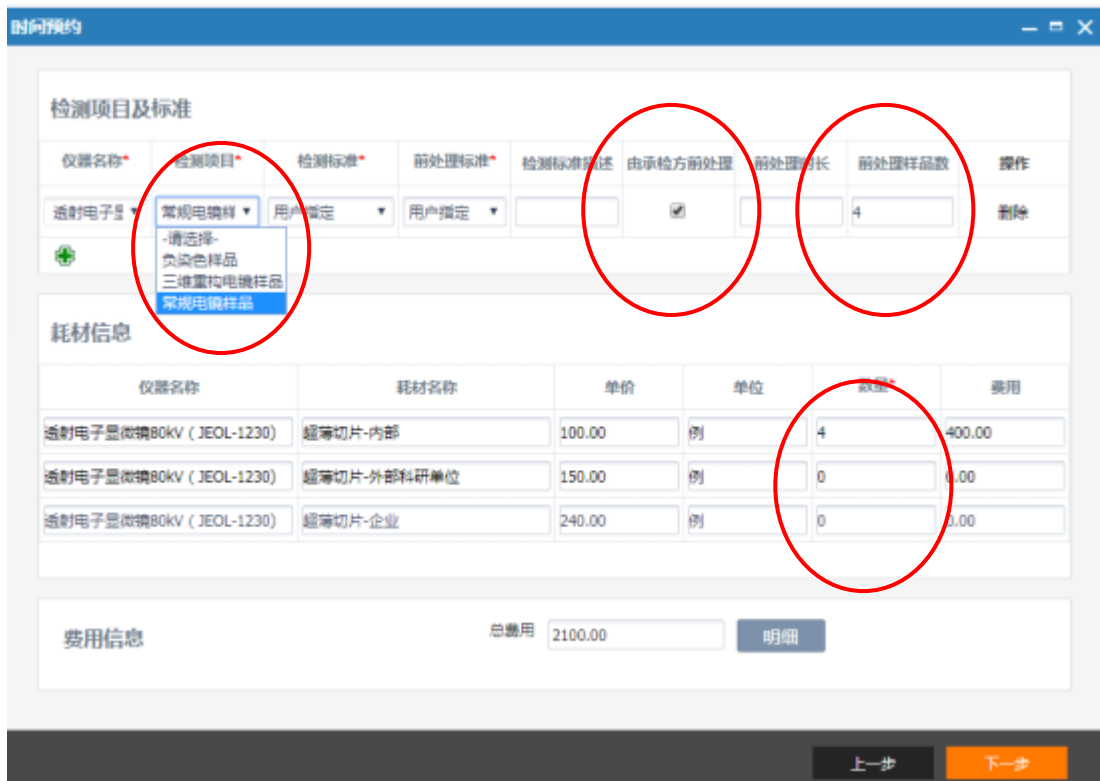 时间预约
检测项目及标准
仪器名称* 检测项目* 检测标准* 前处理标准* 检测标准描述 由承检方前处理 前处理时长 前处理样品数 操作
透射电子显 常规电镜样 用户指定 用户指定 4 删除
-请选择-
负染色样品
三维重构电镜样品
常规电镜样品
耗材信息
仪器名称 耗材名称 单价 单位 数量* 费用
透射电子显微镜80kV ( JEOL-1230) 超薄切片-内部 100.00 例 4 400.00
透射电子显微镜80kV ( JEOL-1230) 超薄切片-外部科研单位 150.00 例 0 0.00
透射电子显微镜80kV ( JEOL-1230) 超薄切片-企业 240.00 例 0 0.00
费用信息 总费用 2100.00 明细
上一步 下一步